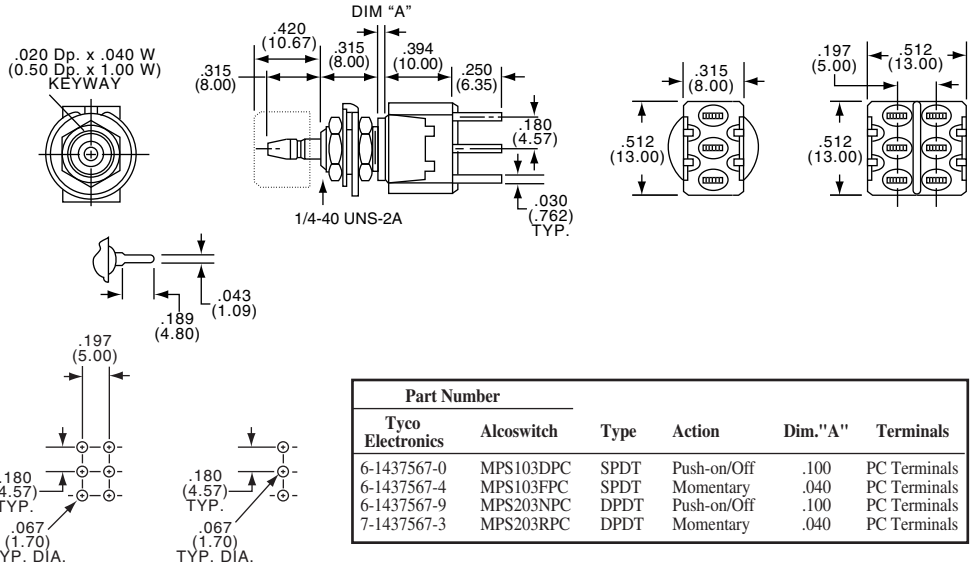 DIM “A”
.020 Dp. x .040 W
(0.50 Dp. x 1.00 W)
KEYWAY
.420
(10.67)
.315
(8.00)
.315
(8.00)
.394
(10.00)
.250
(6.35)
.180
(4.57)
.030
(.762)
TYP.
1/4-40 UNS-2A
.315
(8.00)
.512
(13.00)
.197
(5.00)
.512
(13.00)
.512
(13.00)
.043
(1.09)
.189
(4.80)
.197
(5.00)
.180
4.57)
TYP.
.067
(1.70)
YP. DIA.
.180
(4.57)
TYP.
.067
(1.70)
TYP. DIA.
Part Number
Tyco Electronics Alcoswitch Type Action Dim."A" Terminals
6-1437567-0 MPS103DPC SPDT Push-on/Off .100 PC Terminals
6-1437567-4 MPS103FPC SPDT Momentary .040 PC Terminals
6-1437567-9 MPS203NPC DPDT Push-on/Off .100 PC Terminals
7-1437567-3 MPS203RPC DPDT Momentary .040 PC Terminals